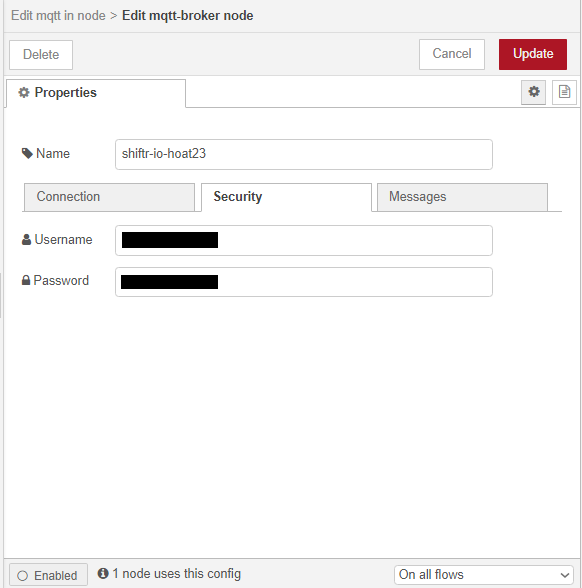 Edit mqtt in node > Edit mqtt-broker node
Delete Cancel Update
Properties
Name shiftr-io-hoat23
Connection Security Messages
Username
Password
Enabled 1 node uses this config On all flows